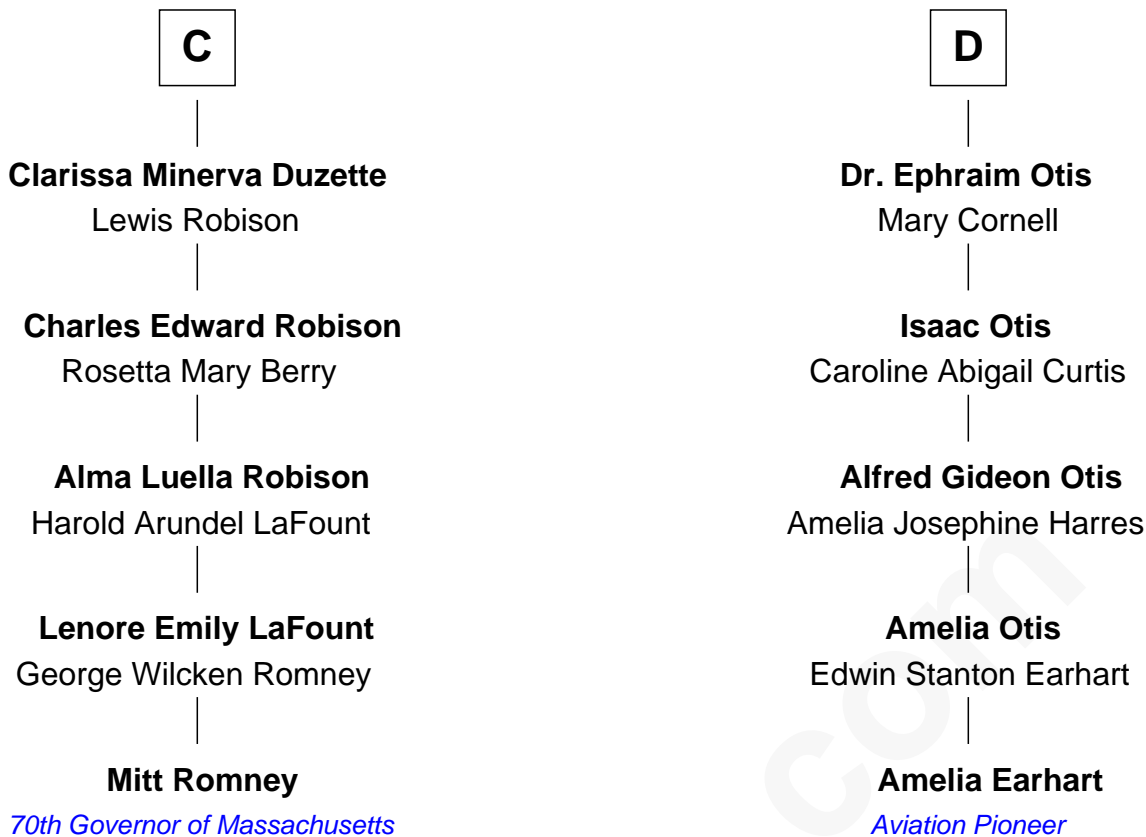 C
Clarissa Minerva Duzette
Lewis Robison
Charles Edward Robison
Rosetta Mary Berry
Alma Luella Robison
Harold Arundel LaFount
Lenore Emily LaFount
George Wilcken Romney
Mitt Romney
70th Governor of Massachusetts
D
Dr. Ephraim Otis
Mary Cornell
Isaac Otis
Caroline Abigail Curtis
Alfred Gideon Otis
Amelia Josephine Harres
Amelia Otis
Edwin Stanton Earhart
Amelia Earhart
Aviation Pioneer
com